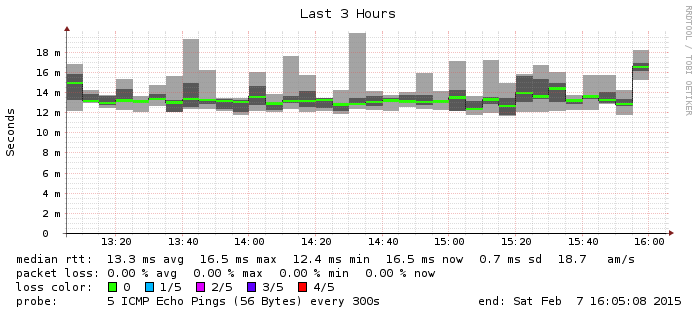 Last 3 Hours
RRDTOOL / TOBI OETIKER
Seconds
18 m
16 m
14 m
12 m
10 m
8 m
6 m
4 m
2 m
0
13:20 13:40 14:00 14:20 14:40 15:00 15:20 15:40 16:00
median rtt: 13.3 ms avg 16.5 ms max 12.4 ms min 16.5 ms now 0.7 ms sd 18.7 am/s
packet loss: 0.00 % avg 0.00 % max 0.00 % min 0.00 % now
loss color: 0 1/5 2/5 3/5 4/5
probe: 5 ICMP Echo Pings (56 Bytes) every 300s end: Sat Feb 7 16:05:08 2015